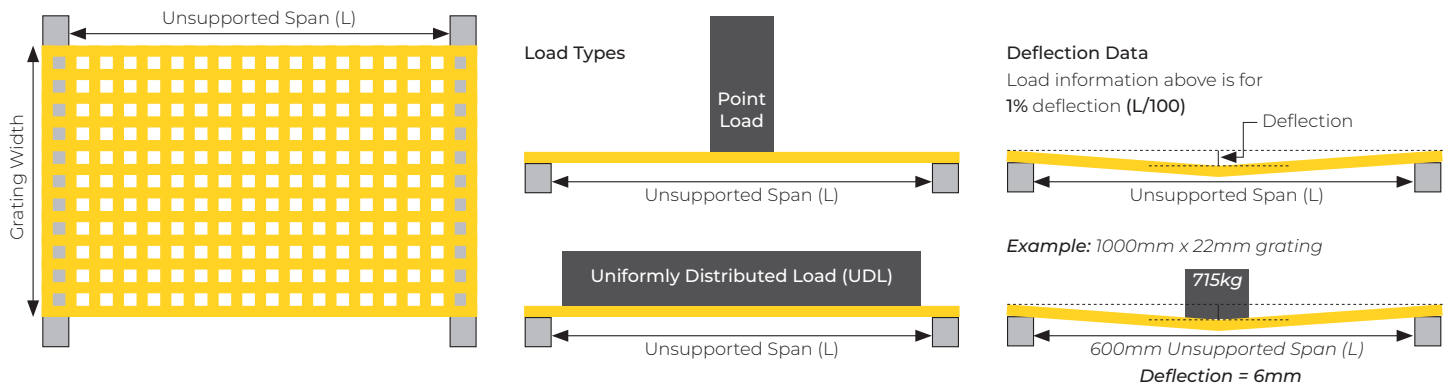 Unsupported Span (L)
Grating Width
Load Types
Point
Load
Unsupported Span (L)
Uniformly Distributed Load (UDL)
Unsupported Span (L)
Deflection Data
Load information above is for
1% deflection (L/100)
Deflection
Unsupported Span (L)
Example: 1000mm x 22mm grating
715kg
600mm Unsupported Span (L)
Deflection = 6mm